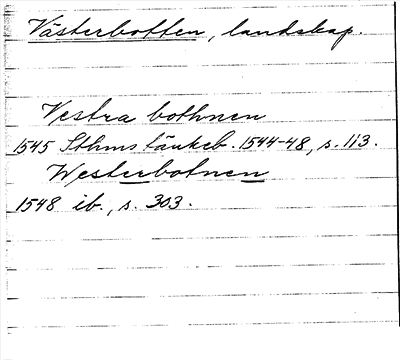 Västerbotten, landskap.
Vestra bothnen
1545 Sthms tänkeb. 1544-48, s. 113.
Westerbotnen
1548 ib., s. 303.